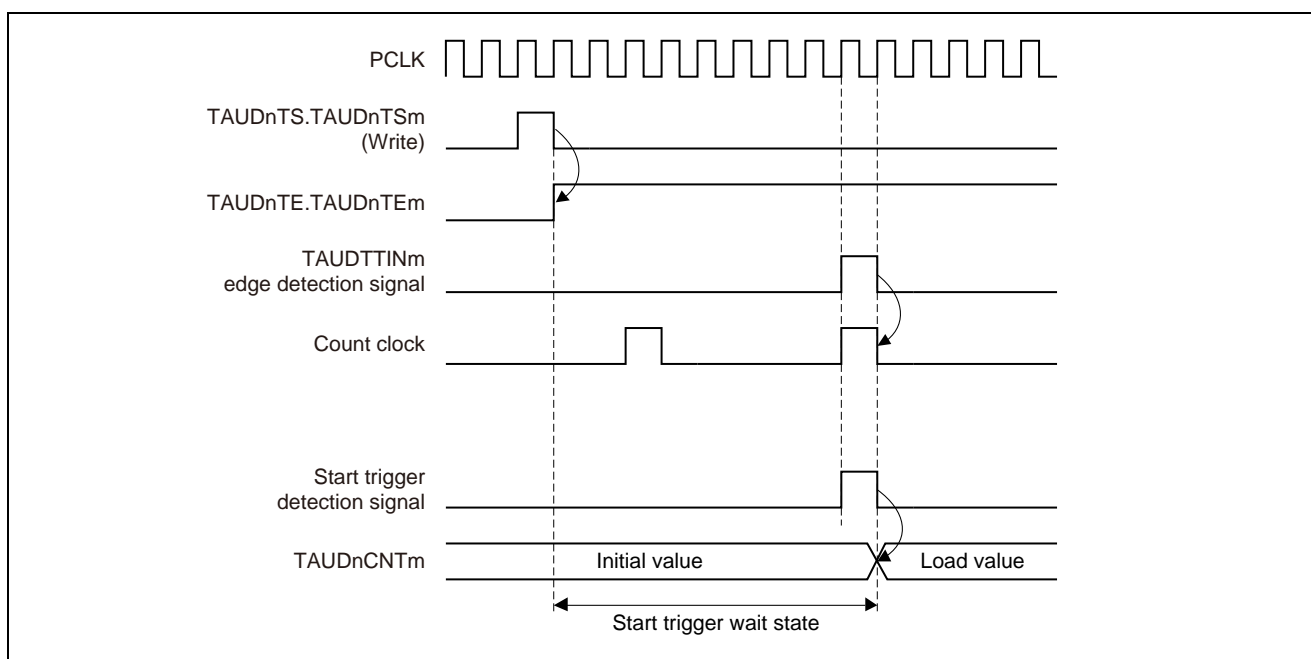 PCLK
TAUDnTS.TAUDnTSm
(Write)
TAUDnTE.TAUDnTEm
TAUDTTINm
edge detection signal
Count clock
Start trigger
detection signal
TAUDnCNTm
Initial value
Load value
Start trigger wait state